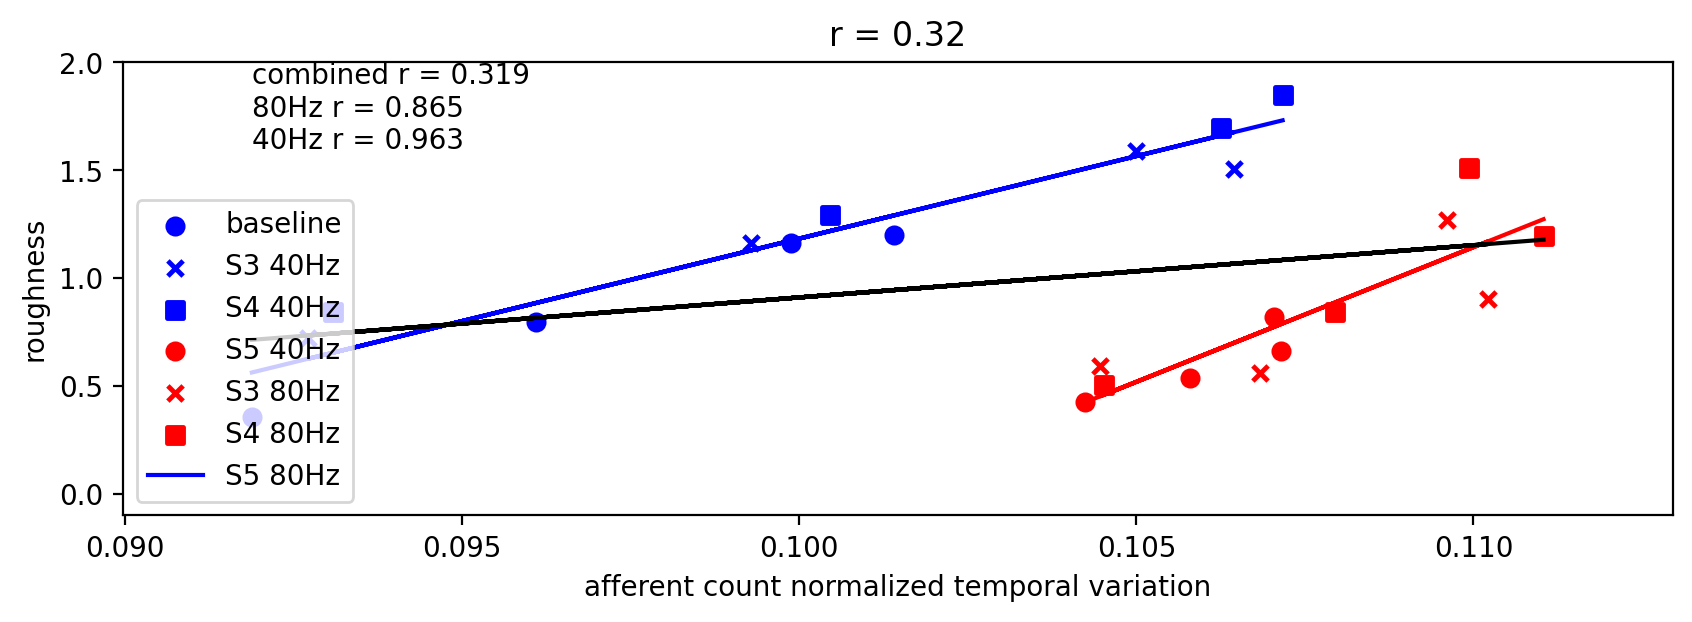 r = 0.32
combined r = 0.319
80Hz r = 0.865
40Hz r = 0.963
2.0
1.5
1.0
0.5
0.0
roughness
baseline
S3 40Hz
S4 40Hz
S5 40Hz
S3 80Hz
S4 80Hz
S5 80Hz
0.090 0.095 0.100 0.105 0.110
afferent count normalized temporal variation